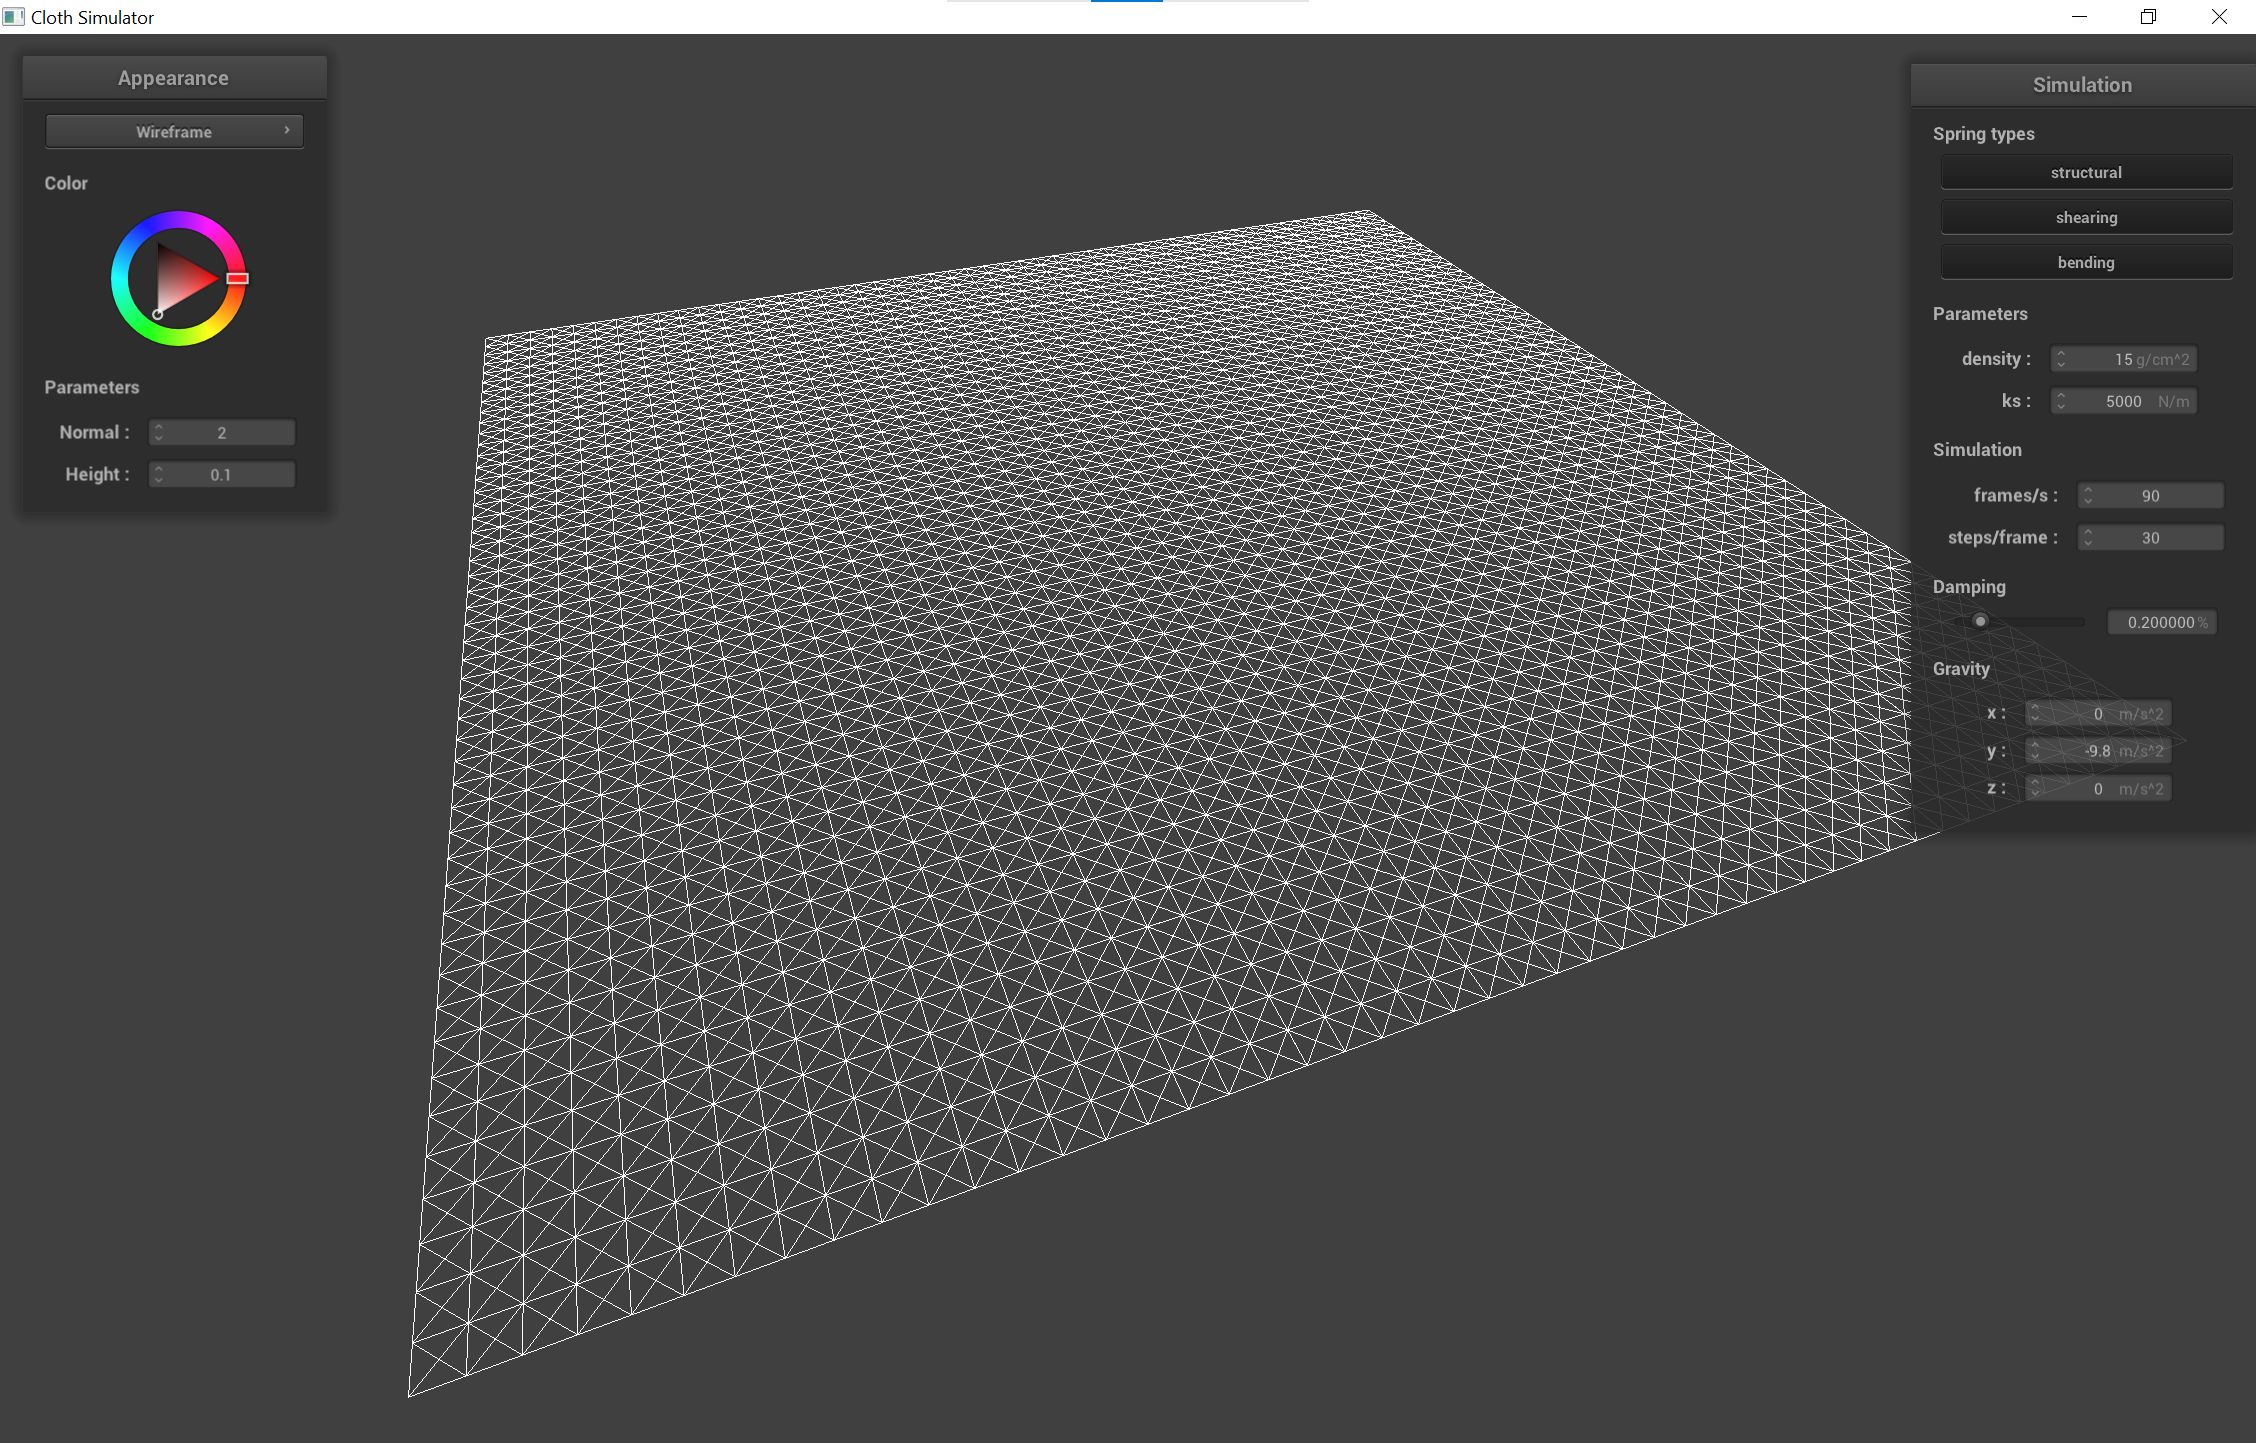 Cloth Simulator
Appearance
Wireframe
Color
Parameters
Normal : 2
Height : 0.1
Simulation
Spring types
structural
shearing
bending
Parameters
density : 15 g/cm^2
ks : 5000 N/m
Simulation
frames/s : 90
steps/frame : 30
Damping
0.200000 %
Gravity
x : 0 m/s^2
y : -9.8 m/s^2
z : 0 m/s^2